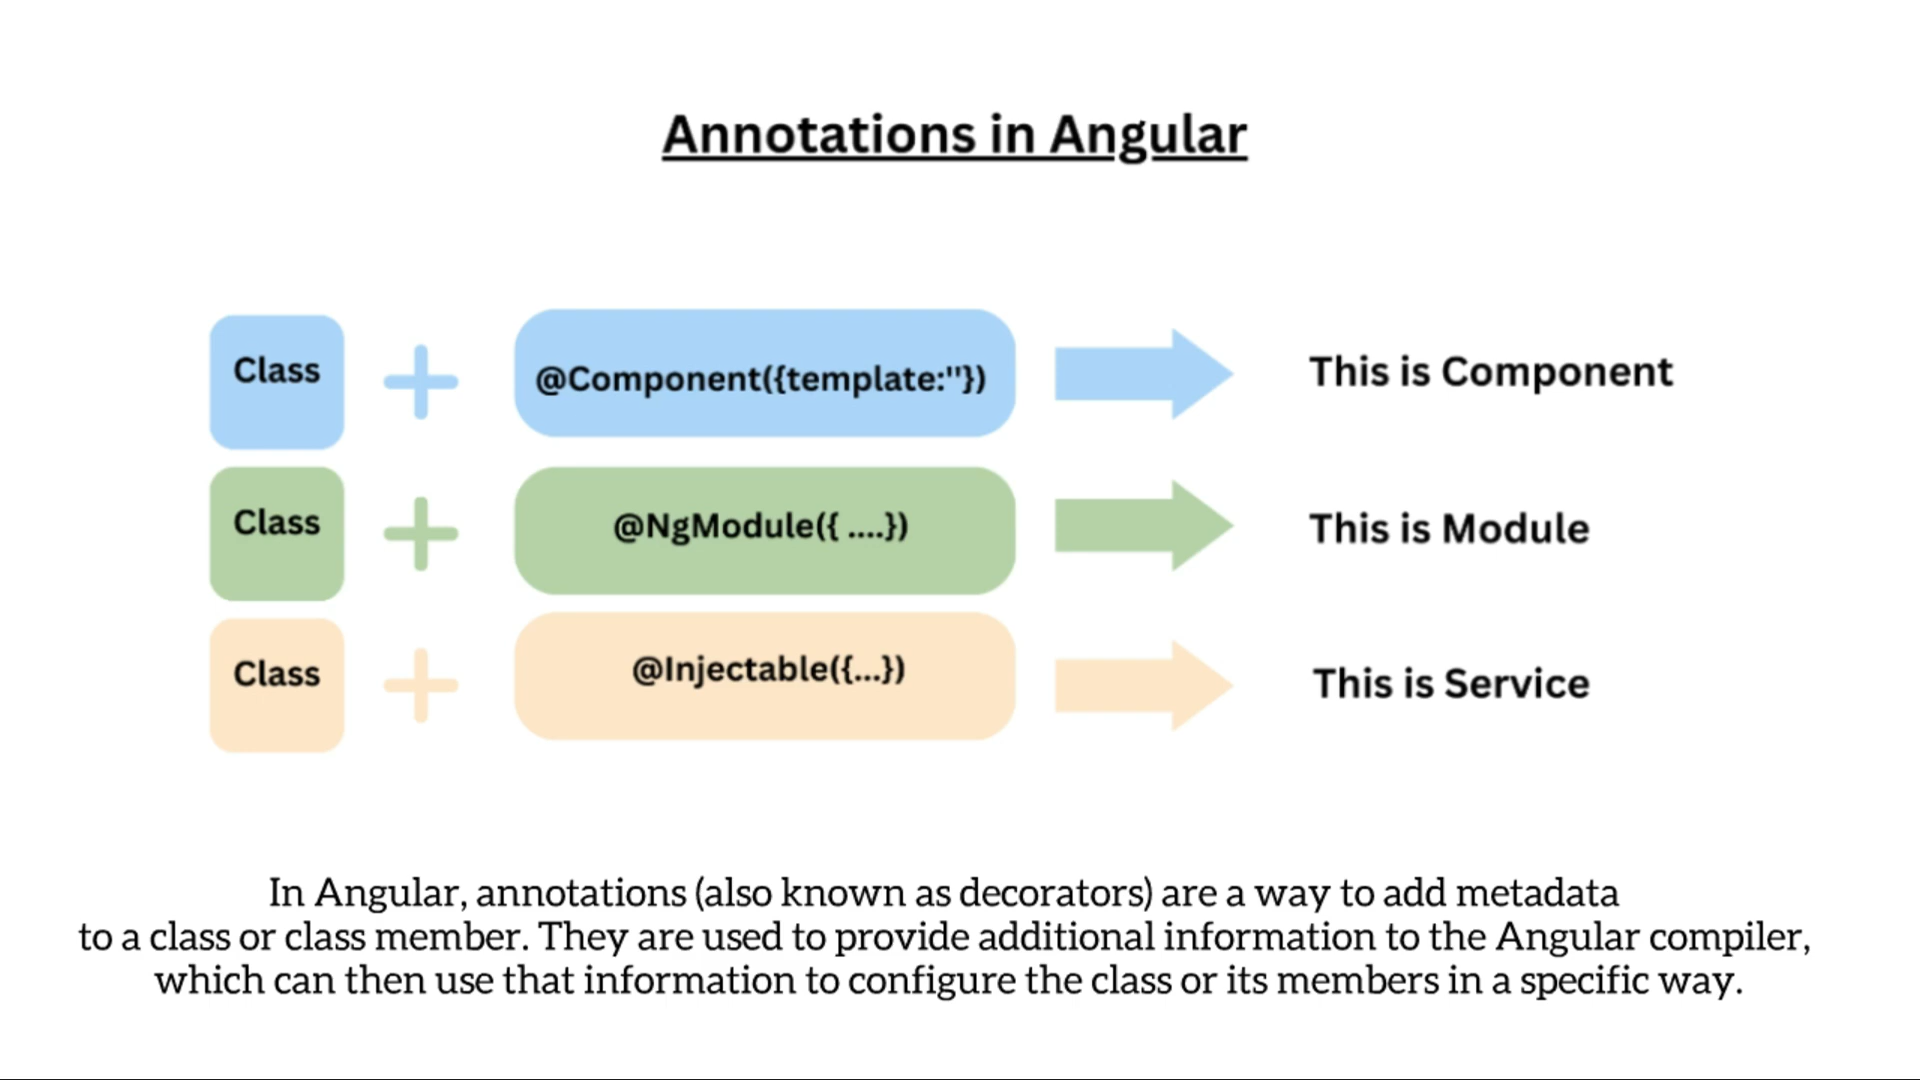 Annotations in Angular
Class @Component({template:''}) This is Component
Class @NgModule({ ....}) This is Module
Class @Injectable({...}) This is Service
In Angular, annotations (also known as decorators) are a way to add metadata
to a class or class member. They are used to provide additional information to the Angular compiler,
which can then use that information to configure the class or its members in a specific way.